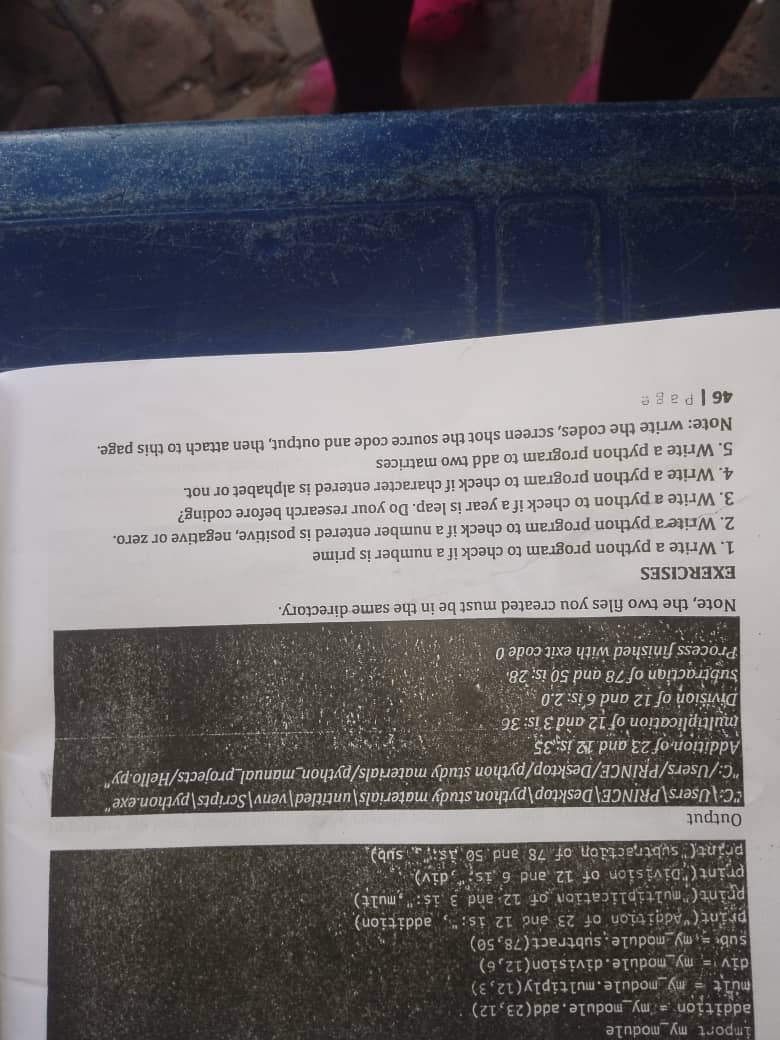 import my_module
addition = my_module.add(23,12)
mult = my_module.multiply(12,3)
div = my_module.division(12,6)
sub = my_module.subtract(78,50)
print("Addition of 23 and 12 is:", addition)
print("multiplication of 12 and 3 is:",mult)
print("Division of 12 and 6 is:",div)
print("subtraction of 78 and 50 is:", sub)
Output
"C:\Users\PRINCE\Desktop\python study materials\untitled\venv\Scripts\python.exe"
"C:/Users/PRINCE/Desktop/python study materials/python_manual_projects/Hello.py"
Addition of 23 and 12 is: 35
multiplication of 12 and 3 is: 36
Division of 12 and 6 is: 2.0
subtraction of 78 and 50 is: 28
Process finished with exit code 0
Note, the two files you created must be in the same directory.
EXERCISES
1. Write a python program to check if a number is prime
2. Write a python program to check if a number entered is positive, negative or zero.
3. Write a python to check if a year is leap. Do your research before coding?
4. Write a python program to check if character entered is alphabet or not.
5. Write a python program to add two matrices
Note: write the codes, screen shot the source code and output, then attach to this page.
46 | Page